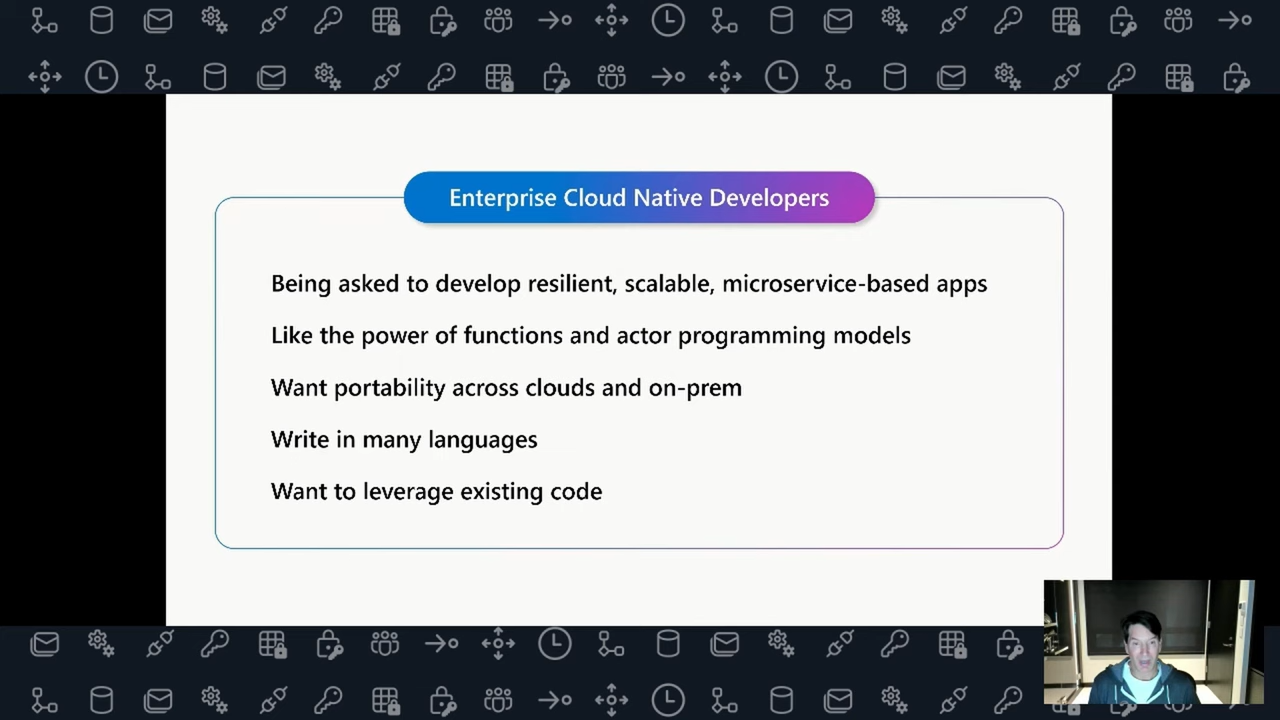 Enterprise Cloud Native Developers
Being asked to develop resilient, scalable, microservice-based apps
Like the power of functions and actor programming models
Want portability across clouds and on-prem
Write in many languages
Want to leverage existing code